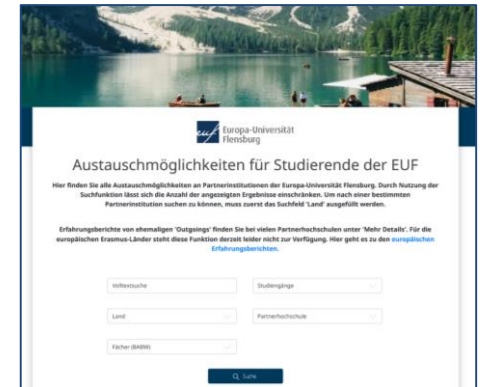 euf Europa-Universität
Flensburg
Austauschmöglichkeiten für Studierende der EUF
Hier finden Sie alle Austauschmöglichkeiten an Partnerinstitutionen der Europa-Universität Flensburg. Durch Nutzung der
Suchfunktion lässt sich die Anzahl der angezeigten Ergebnisse einschränken. Um nach einer bestimmten
Partnerinstitution suchen zu können, muss zuerst das Suchfeld 'Land' ausgefüllt werden.
Erfahrungsberichte von ehemaligen 'Outgoings' finden Sie bei vielen Partnerhochschulen unter 'Mehr Details'. Für die
europäischen Erasmus-Länder steht diese Funktion derzeit leider nicht zur Verfügung. Hier geht es zu den europäischen
Erfahrungsberichten.
Volltextsuche
Studiengänge
Land
Partnerhochschule
Fächer (BABW)
Suche